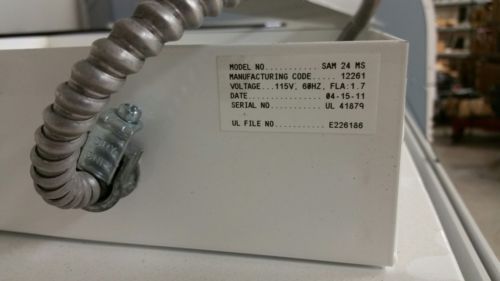 MODEL NO.......... SAM 24 MS
MANUFACTURING CODE..... 12261
VOLTAGE...115V, 60HZ, FLA:1.7
DATE.............04-15-11
SERIAL NO.......... UL 41879
UL FILE NO........... E226186